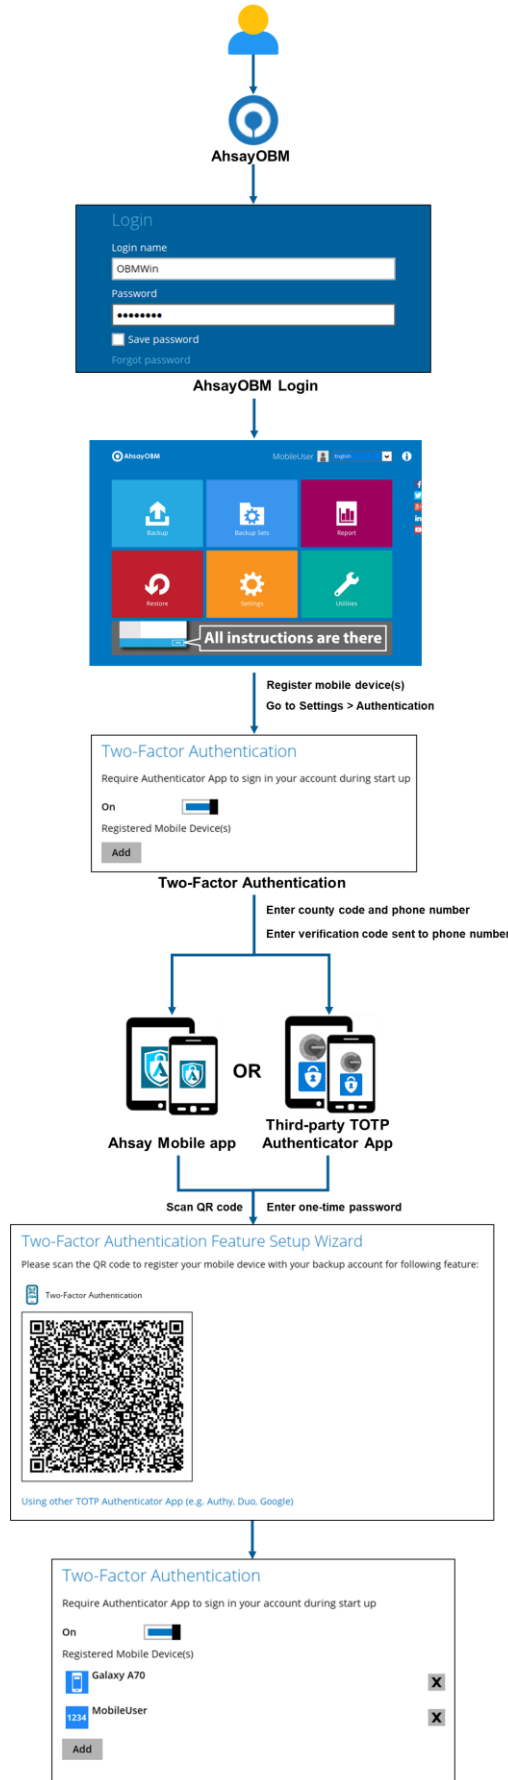 AhsayOBM
Login
Login name
OBMWin
Password
Save password
Forgot password
AhsayOBM Login
AhsayOBM
MobileUser
English
Backup
Backup Sets
Report
Restore
Settings
Utilities
All instructions are there
Register mobile device(s)
Go to Settings > Authentication
Two-Factor Authentication
Require Authenticator App to sign in your account during start up
On
Registered Mobile Device(s)
Add
Two-Factor Authentication
Enter county code and phone number
Enter verification code sent to phone number
OR
Ahsay Mobile app
Third-party TOTP
Authenticator App
Scan QR code
Enter one-time password
Two-Factor Authentication Feature Setup Wizard
Please scan the QR code to register your mobile device with your backup account for following feature:
Two-Factor Authentication
Using other TOTP Authenticator App (e.g. Authy, Duo, Google)
Two-Factor Authentication
Require Authenticator App to sign in your account during start up
On
Registered Mobile Device(s)
Galaxy A70
X
1234
MobileUser
X
Add